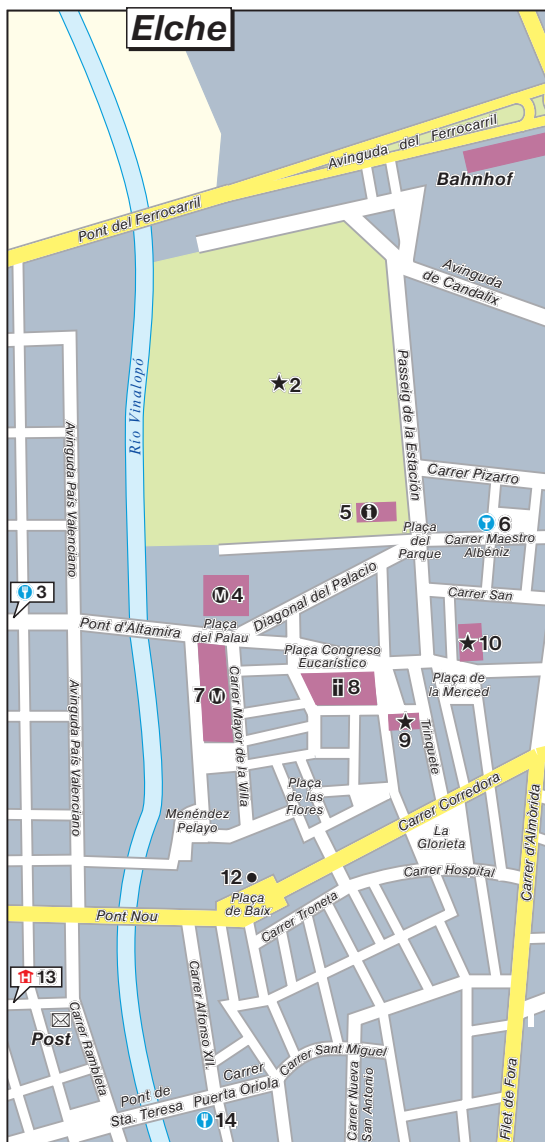 Elche
Avinguda del Ferrocarril
Bahnhof
Pont del Ferrocarril
Avinguda
de Candalix
Río Vinalopó
Passeig de la Estación
2
Avinguda País Valenciano
Carrer Pizarro
5 i
6
Plaça
del
Parque
Carrer Maestro
Albéniz
3
M 4
Diagonal del Palacio
Carrer San
Pont d'Altamira
Plaça
del Palau
10
Plaça Congreso
Eucarístico
8
7 M
Carrer Mayor de la Villa
Plaça de
la Merced
Avinguda País Valenciano
9
Trinquete
Plaça
de las
Flores
Menéndez
Pelayo
Carrer Corredora
La
Glorieta
Carrer d'Almòrida
Carrer Hospital
12
Plaça
de Baix
Carrer Troneta
Pont Nou
H 13
Post
Carrer Rambleta
Carrer Alfonso XII.
Carrer Sant Miguel
Carrer
Puerta Oriola
Pont de
Sta. Teresa
14
Carrer Nueva
San Antonio
Filet de Fora